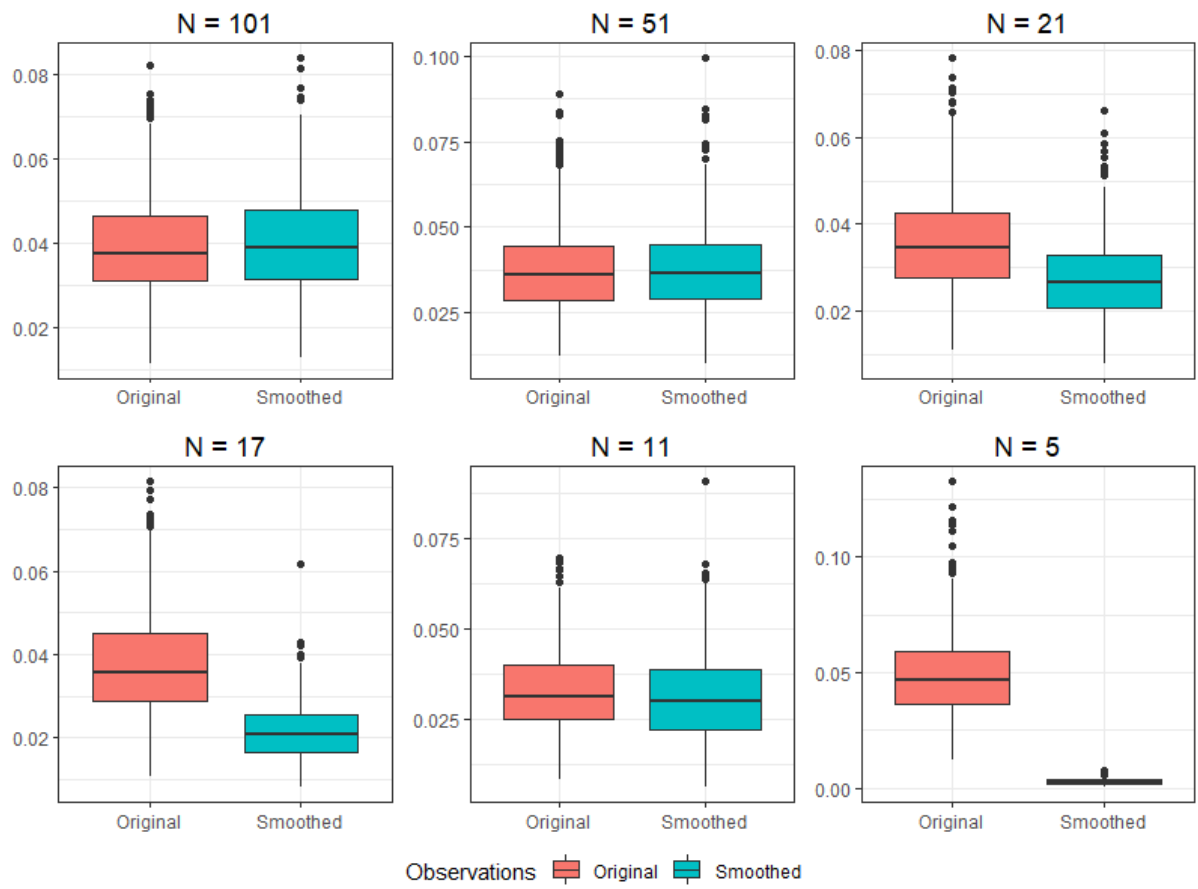 N = 101
0.08
0.06
0.04
0.02
Original Smoothed
N = 51
0.100
0.075
0.050
0.025
Original Smoothed
N = 21
0.08
0.06
0.04
0.02
Original Smoothed
N = 17
0.08
0.06
0.04
0.02
Original Smoothed
N = 11
0.075
0.050
0.025
Original Smoothed
N = 5
0.10
0.05
0.00
Original Smoothed
Observations Original Smoothed